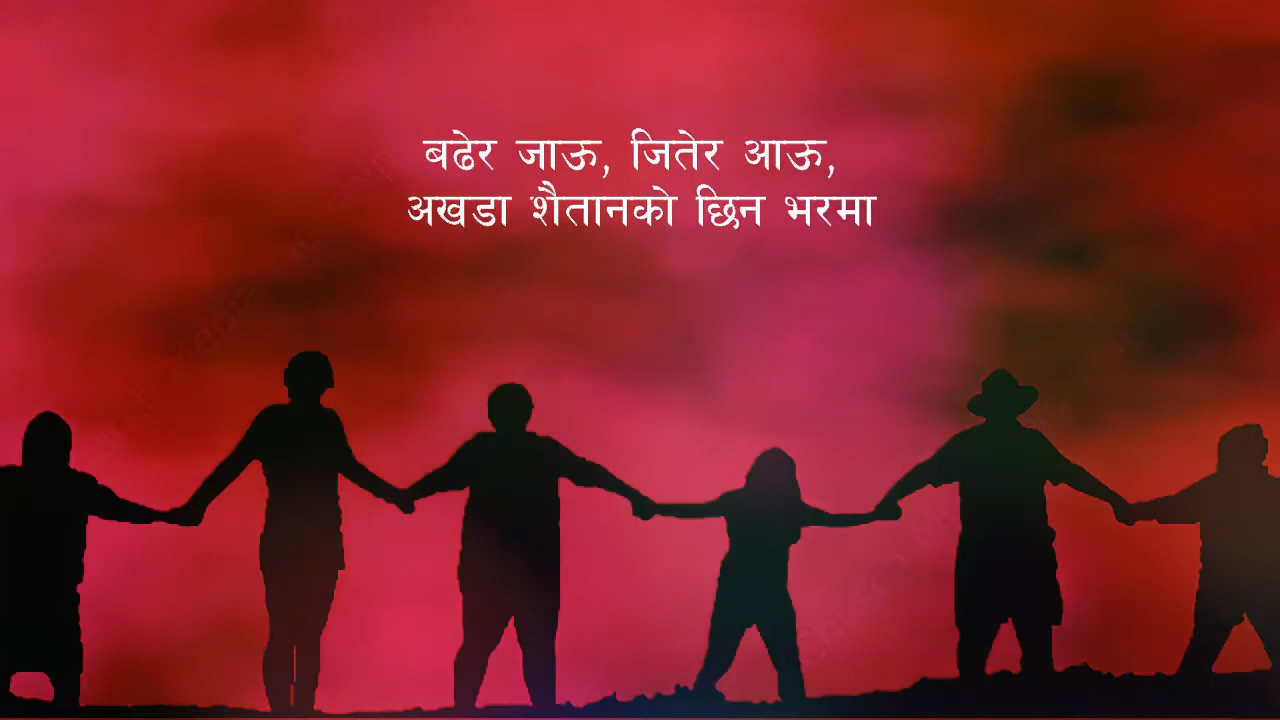 बढेर जाऊ, जितेर आऊ,
अखडा शैतानको छिन भरमा